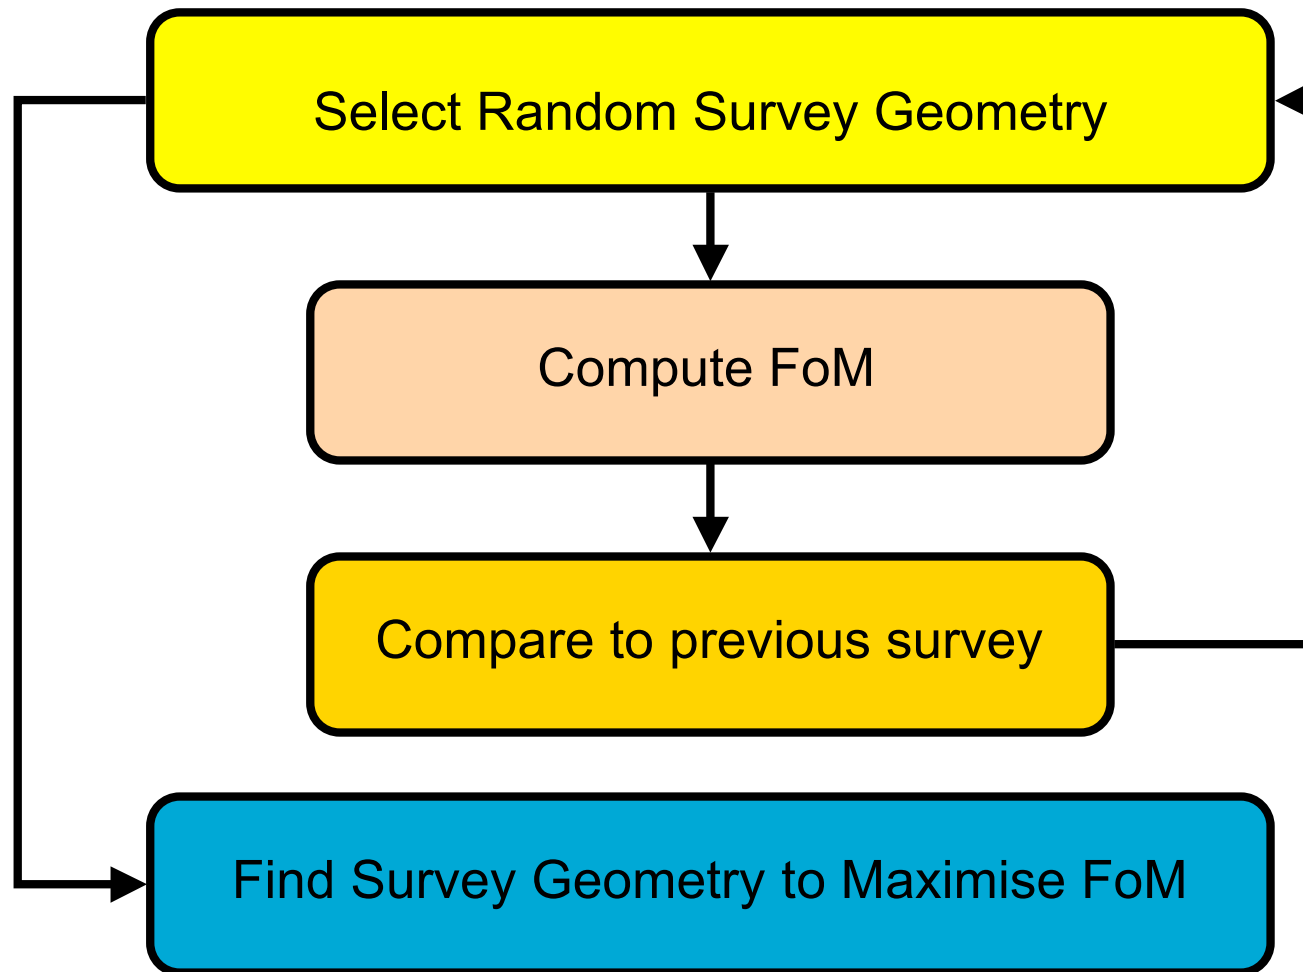 Select Random Survey Geometry
Compute FoM
Compare to previous survey
Find Survey Geometry to Maximise FoM